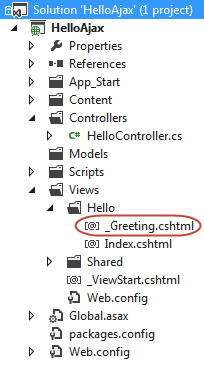 Solution 'HelloAjax' (1 project)
HelloAjax
Properties
References
App_Start
Content
Controllers
C# HelloController.cs
Models
Scripts
Views
Hello
[@] _Greeting.cshtml
[@] Index.cshtml
Shared
[@] _ViewStart.cshtml
Web.config
Global.asax
packages.config
Web.config